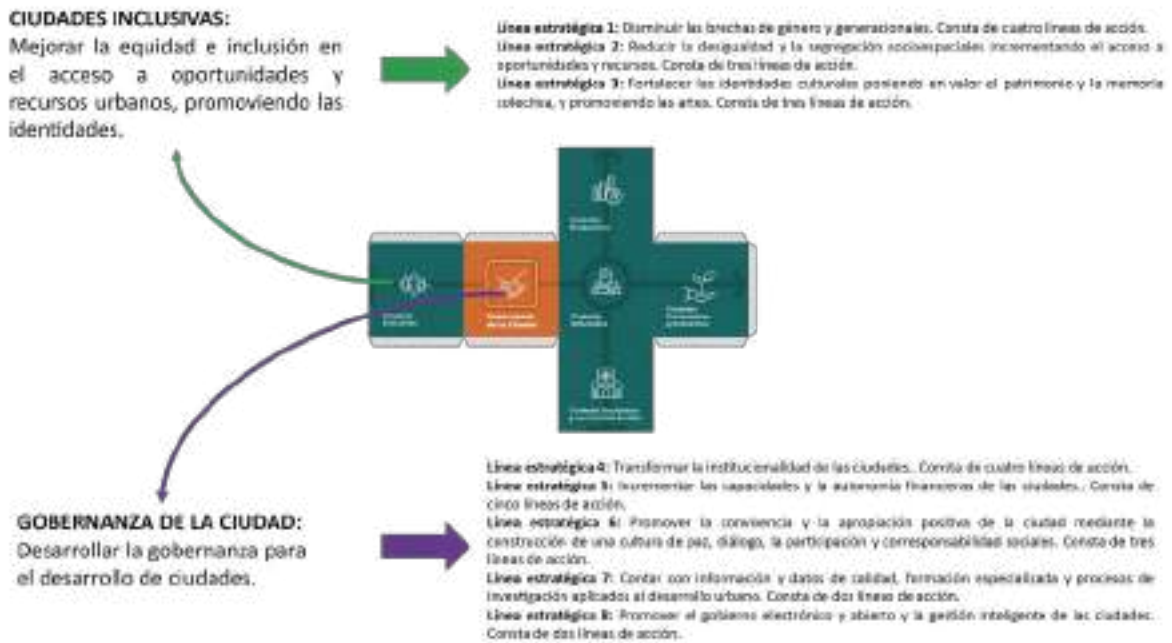 CIUDADES INCLUSIVAS:
Mejorar la equidad e inclusión en
el acceso a oportunidades y
recursos urbanos, promoviendo las
identidades.
Línea estratégica 1: Disminuir las brechas de género y generacionales. Consta de cuatro líneas de acción.
Línea estratégica 2: Reducir la desigualdad y la segregación socioespaciales incrementando el acceso a
oportunidades y recursos. Consta de tres líneas de acción.
Línea estratégica 3: Fortalecer las identidades culturales poniendo en valor el patrimonio y la memoria
colectiva, y promoviendo las artes. Consta de tres líneas de acción.
GOBERNANZA DE LA CIUDAD:
Desarrollar la gobernanza para
el desarrollo de ciudades.
Línea estratégica 4: Transformar la institucionalidad de las ciudades.. Consta de cuatro líneas de acción.
Línea estratégica 5: Incrementar las capacidades y la autonomía financieras de las ciudades.. Consta de
cinco líneas de acción.
Línea estratégica 6: Promover la convivencia y la apropiación positiva de la ciudad mediante la
construcción de una cultura de paz, diálogo, la participación y corresponsabilidad sociales. Consta de tres
líneas de acción.
Línea estratégica 7: Contar con información y datos de calidad, formación especializada y procesos de
investigación aplicados al desarrollo urbano. Consta de dos líneas de acción.
Línea estratégica 8: Promover el gobierno electrónico y abierto y la gestión inteligente de las ciudades.
Consta de dos líneas de acción.